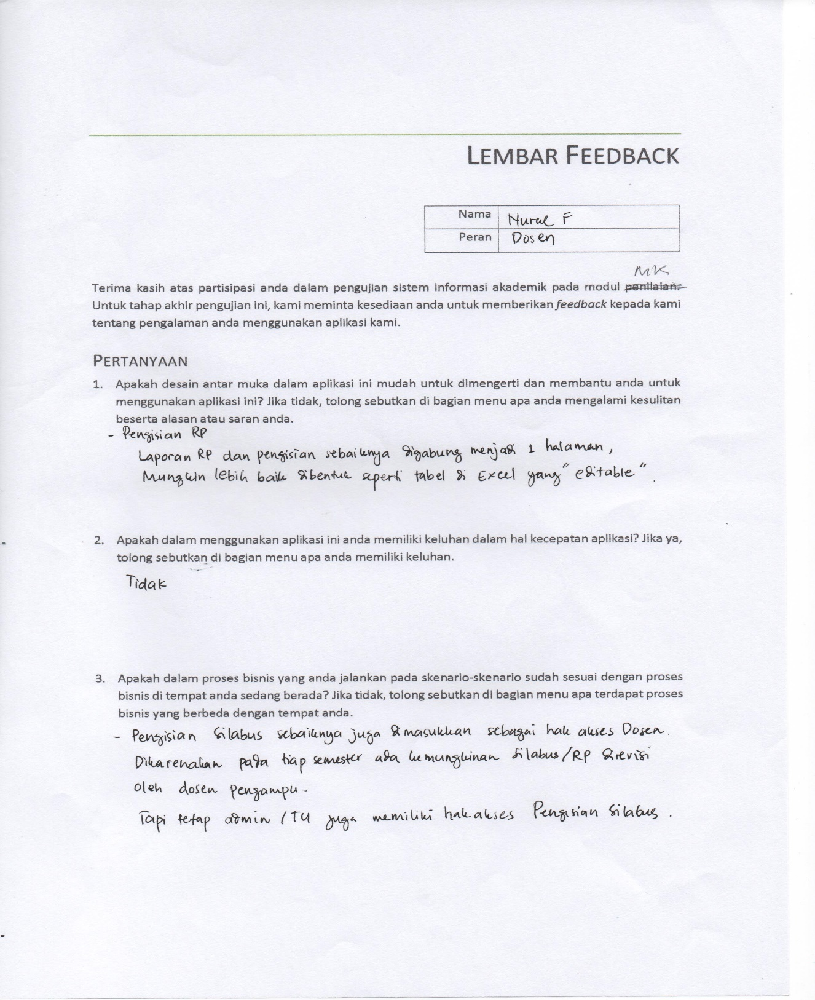 LEMBAR FEEDBACK
Nama Nurul F
Peran Dosen
MK
Terima kasih atas partisipasi anda dalam pengujian sistem informasi akademik pada modul penilaian.
Untuk tahap akhir pengujian ini, kami meminta kesediaan anda untuk memberikan feedback kepada kami
tentang pengalaman anda menggunakan aplikasi kami.
PERTANYAAN
1. Apakah desain antar muka dalam aplikasi ini mudah untuk dimengerti dan membantu anda untuk
menggunakan aplikasi ini? Jika tidak, tolong sebutkan di bagian menu apa anda mengalami kesulitan
beserta alasan atau saran anda.
- Pengisian RP
Laporan RP dan pengisian sebaiknya digabung menjadi 1 halaman,
Mungkin lebih baik dibentuk seperti tabel di Excel yang "editable".
2. Apakah dalam menggunakan aplikasi ini anda memiliki keluhan dalam hal kecepatan aplikasi? Jika ya,
tolong sebutkan di bagian menu apa anda memiliki keluhan.
Tidak
3. Apakah dalam proses bisnis yang anda jalankan pada skenario-skenario sudah sesuai dengan proses
bisnis di tempat anda sedang berada? Jika tidak, tolong sebutkan di bagian menu apa terdapat proses
bisnis yang berbeda dengan tempat anda.
- Pengisian Silabus sebaiknya juga dimasukkan sebagai hak akses Dosen.
Dikarenakan pada tiap semester ada kemungkinan silabus/RP direvisi
oleh dosen pengampu.
Tapi tetap admin /TU juga memiliki hak akses Pengisian Silabus.